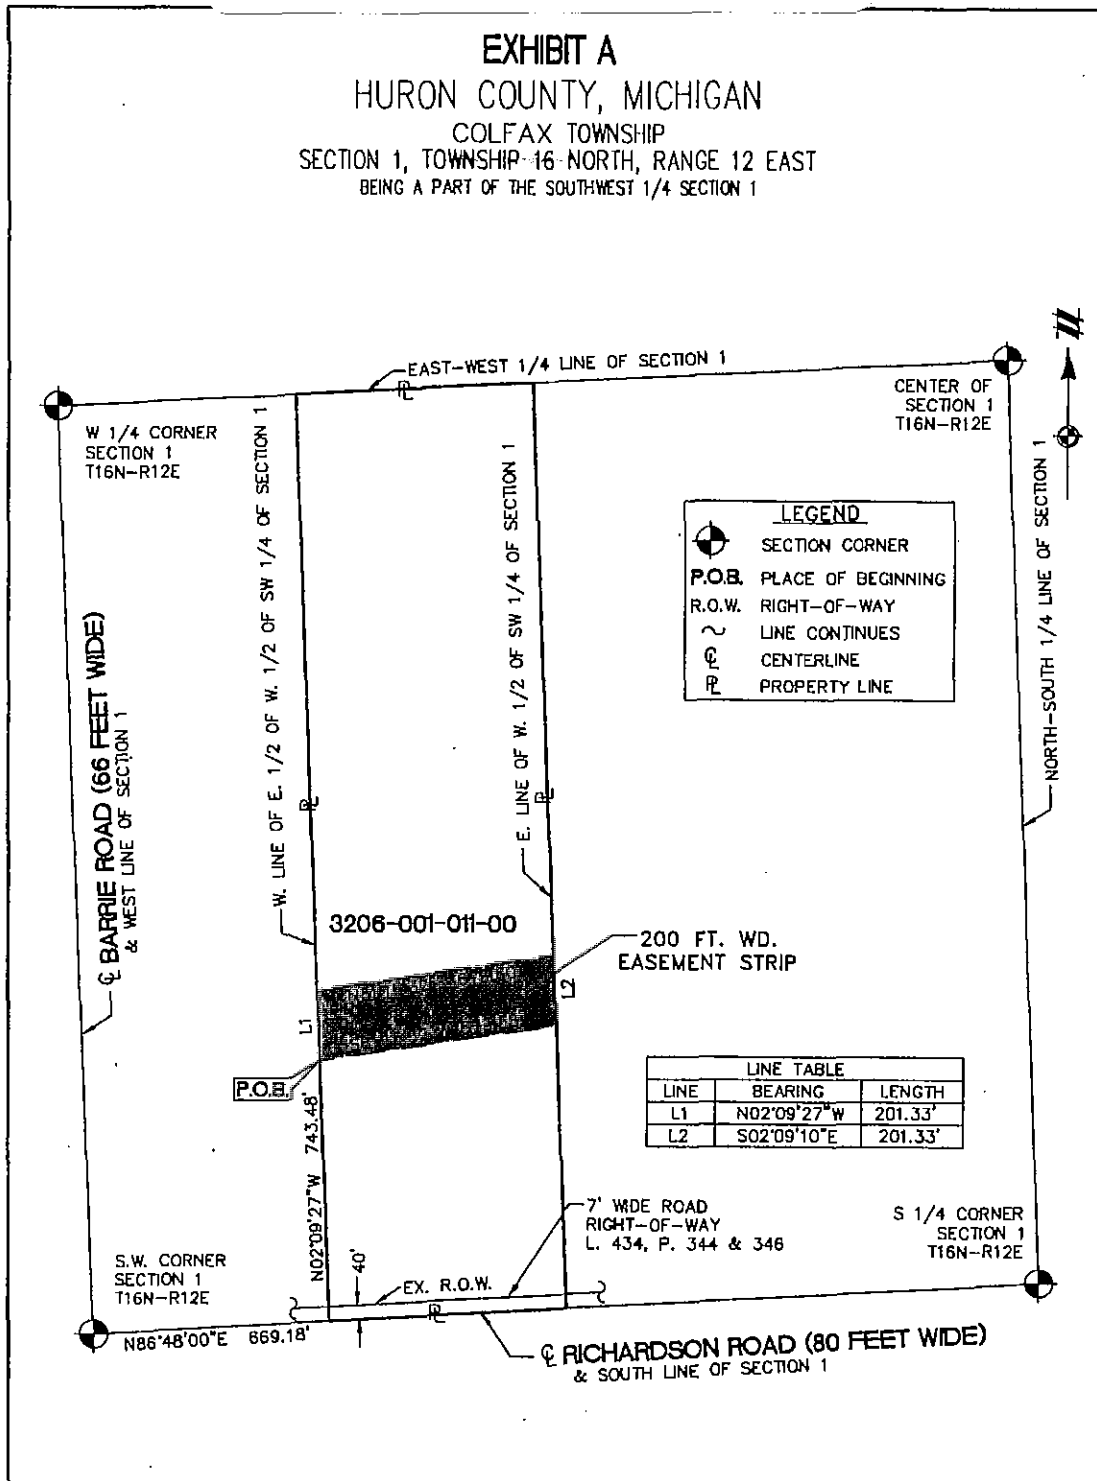 EXHIBIT A
HURON COUNTY, MICHIGAN
COLFAX TOWNSHIP
SECTION 1, TOWNSHIP 16 NORTH, RANGE 12 EAST
BEING A PART OF THE SOUTHWEST 1/4 SECTION 1
N
EAST-WEST 1/4 LINE OF SECTION 1
PL
W 1/4 CORNER
SECTION 1
T16N-R12E
CENTER OF
SECTION 1
T16N-R12E
W. LINE OF E. 1/2 OF W. 1/2 OF SW 1/4 OF SECTION 1
E. LINE OF W. 1/2 OF SW 1/4 OF SECTION 1
NORTH-SOUTH 1/4 LINE OF SECTION 1
LEGEND
SECTION CORNER
P.O.B. PLACE OF BEGINNING
R.O.W. RIGHT-OF-WAY
LINE CONTINUES
CL CENTERLINE
PL PROPERTY LINE
CL BARRIE ROAD (66 FEET WIDE)
& WEST LINE OF SECTION 1
PL
PL
3206-001-011-00
200 FT. WD.
EASEMENT STRIP
L1
L2
P.O.B.
LINE TABLE
LINE BEARING LENGTH
L1 N02°09'27"W 201.33'
L2 S02°09'10"E 201.33'
N02°09'27"W 743.48'
7' WIDE ROAD
RIGHT-OF-WAY
L. 434, P. 344 & 346
S 1/4 CORNER
SECTION 1
T16N-R12E
S.W. CORNER
SECTION 1
T16N-R12E
40'
EX. R.O.W.
PL
N86°48'00"E 669.18'
CL RICHARDSON ROAD (80 FEET WIDE)
& SOUTH LINE OF SECTION 1